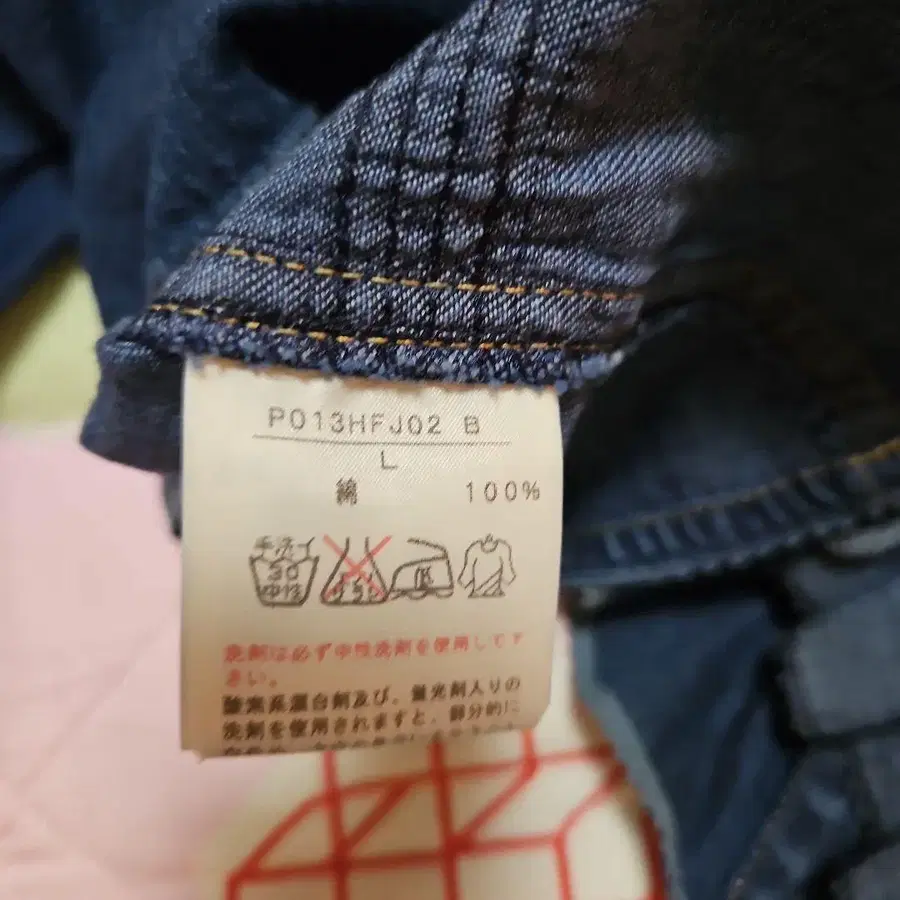 P013HFJ02 B
L
綿 100%
手洗イ
30
中性
洗剤は必ず中性洗剤を使用して下
さい。
酸素系漂白剤及び、蛍光剤入りの
洗剤を使用されますと、部分的に